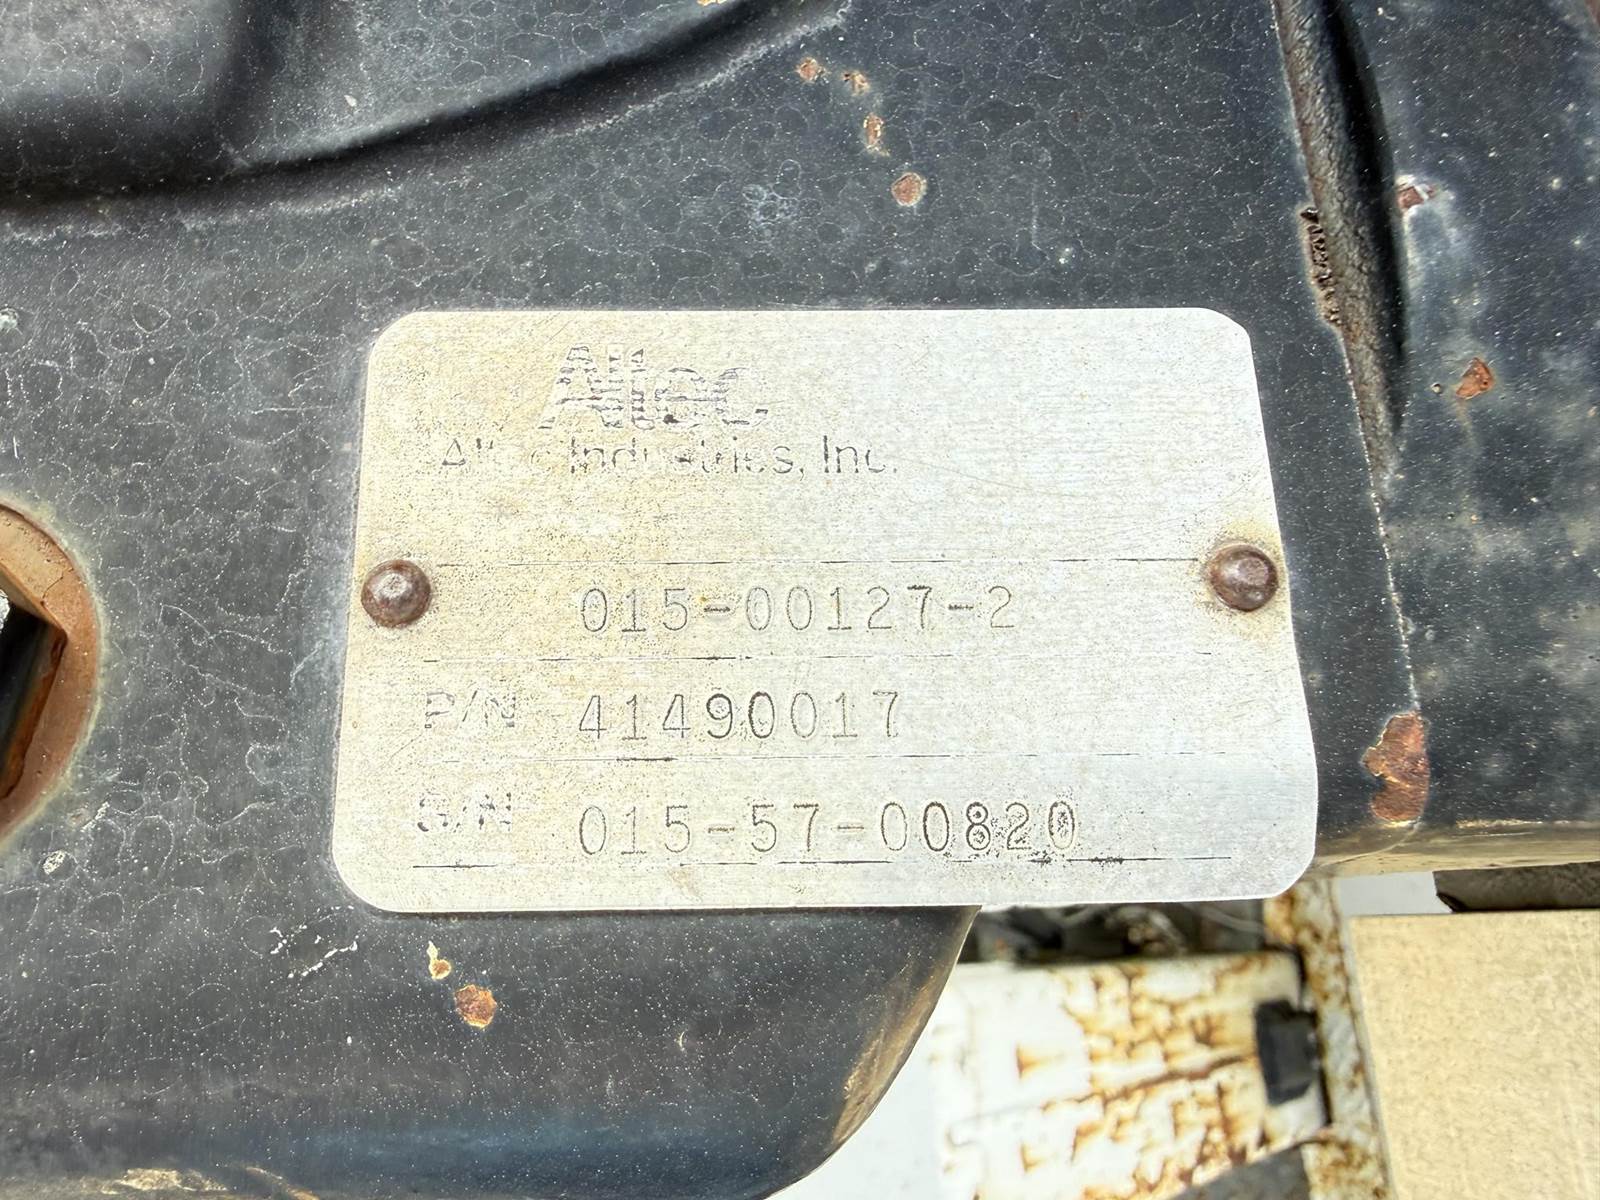 Altec
Altec Industries, Inc.
015-00127-2
P/N 41490017
S/N 015-57-00820